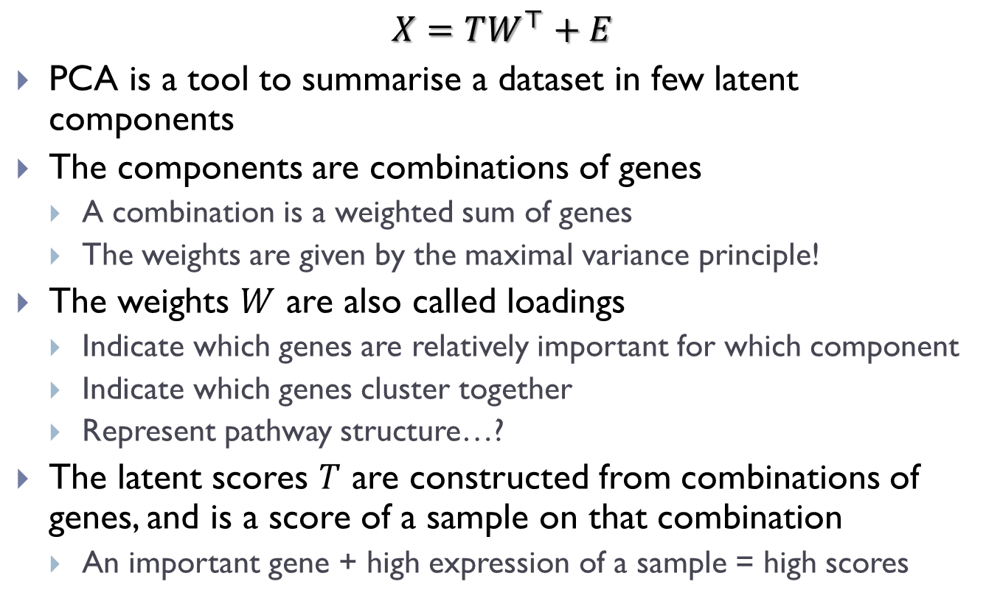 X = TW⊤ + E
PCA is a tool to summarise a dataset in few latent
components
The components are combinations of genes
A combination is a weighted sum of genes
The weights are given by the maximal variance principle!
The weights W are also called loadings
Indicate which genes are relatively important for which component
Indicate which genes cluster together
Represent pathway structure...?
The latent scores T are constructed from combinations of
genes, and is a score of a sample on that combination
An important gene + high expression of a sample = high scores